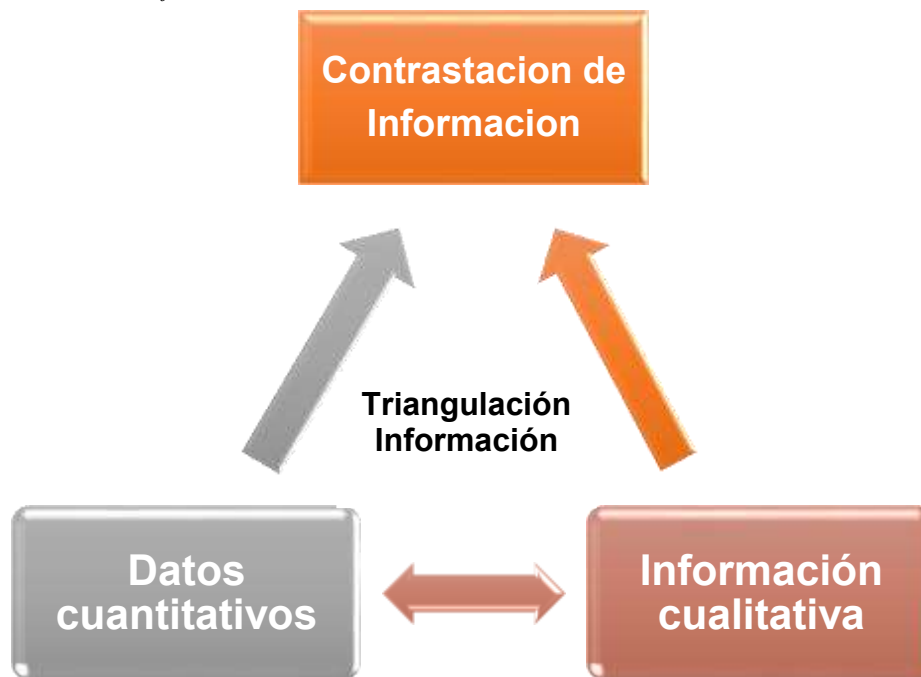 Contrastacion de
Informacion
Triangulación
Información
Datos
cuantitativos
Información
cualitativa